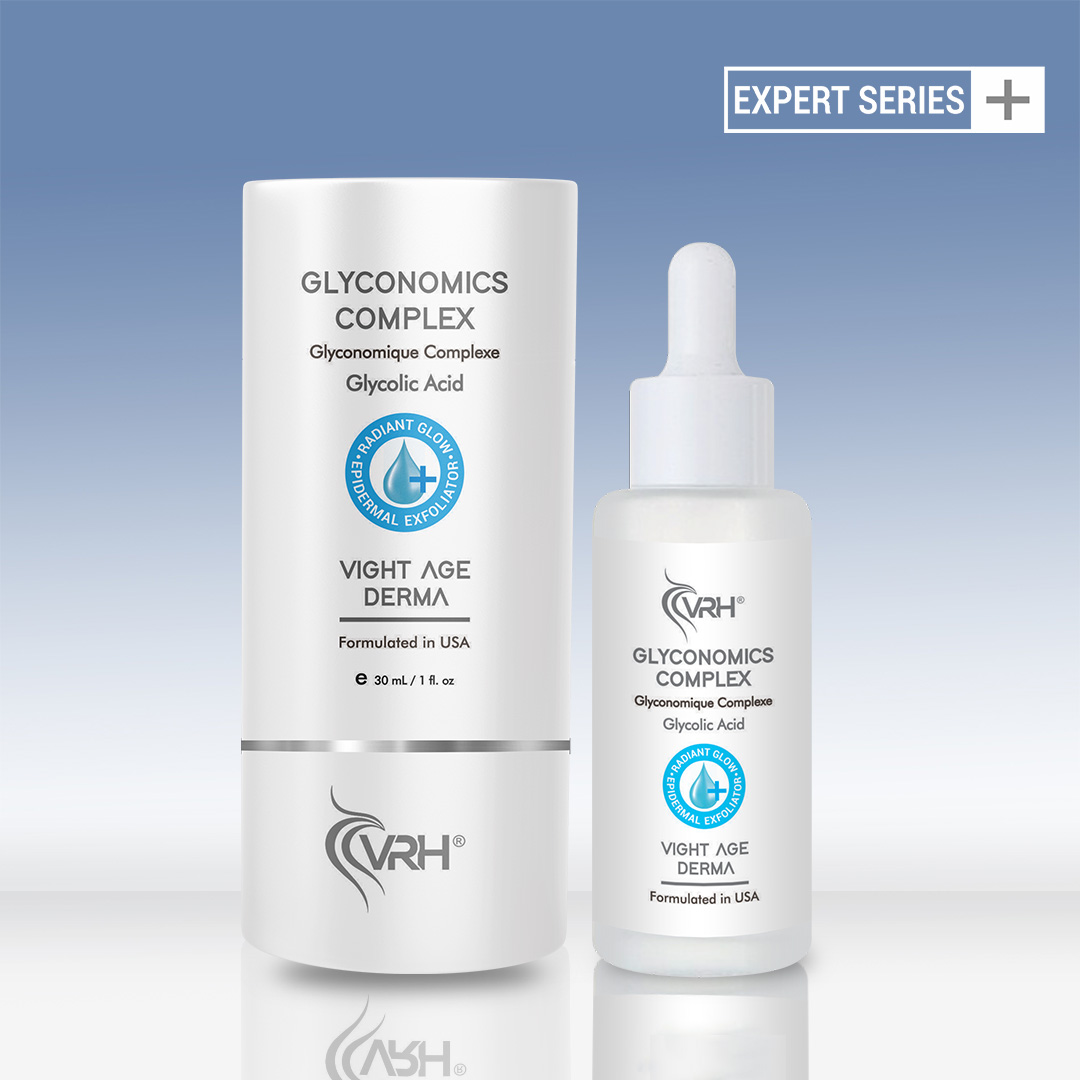 EXPERT SERIES +
GLYCONOMICS
COMPLEX
Glyconomique Complexe
Glycolic Acid
• RADIANT GLOW •
EPIDERMAL EXFOLIATOR
VIGHT AGE
DERMA
Formulated in USA
e 30 mL / 1 fl. oz
VRH®
VRH®
GLYCONOMICS
COMPLEX
Glyconomique Complexe
Glycolic Acid
• RADIANT GLOW •
EPIDERMAL EXFOLIATOR
VIGHT AGE
DERMA
Formulated in USA